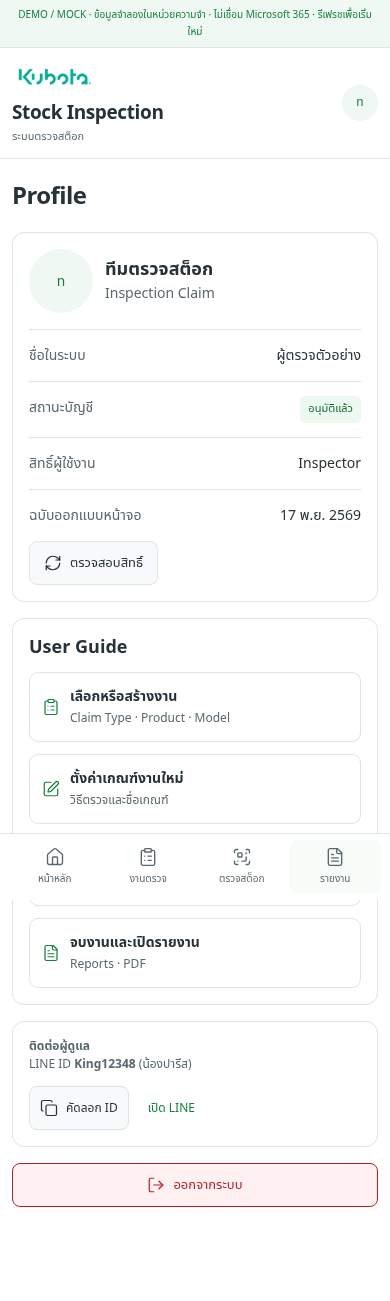 DEMO / MOCK · ข้อมูลจำลองในหน่วยความจำ · ไม่เชื่อม Microsoft 365 · รีเฟรชเพื่อเริ่ม
ใหม่
Kubota
Stock Inspection
ระบบตรวจสต็อก
ท
Profile
ท
ทีมตรวจสต็อก
Inspection Claim
ชื่อในระบบ
ผู้ตรวจตัวอย่าง
สถานะบัญชี
อนุมัติแล้ว
สิทธิ์ผู้ใช้งาน
Inspector
ฉบับออกแบบหน้าจอ
17 พ.ย. 2569
ตรวจสอบสิทธิ์
User Guide
เลือกหรือสร้างงาน
Claim Type · Product · Model
ตั้งค่าเกณฑ์งานใหม่
วิธีตรวจและชื่อเกณฑ์
หน้าหลัก
งานตรวจ
ตรวจสต็อก
รายงาน
จบงานและเปิดรายงาน
Reports · PDF
ติดต่อผู้ดูแล
LINE ID King12348 (น้องปารีส)
คัดลอก ID
เปิด LINE
ออกจากระบบ